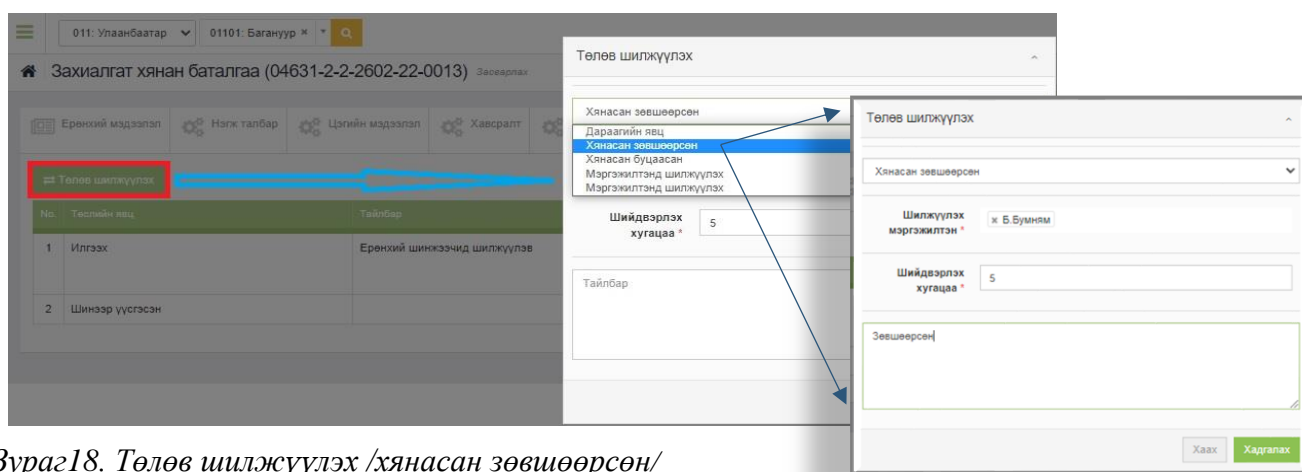 011: Улаанбаатар
01101: Багануур ×
Захиалгат хянан баталгаа (04631-2-2-2602-22-0013) Засварлах
Ерөнхий мэдээлэл
Нэгж талбар
Цэгийн мэдээлэл
Хавсралт
Төлөв шилжүүлэх
No.
Төслийн явц
Тайлбар
1
Илгээх
Ерөнхий шинжээчид шилжүүлэв
2
Шинээр үүсгэсэн
Төлөв шилжүүлэх
Хянасан зөвшөөрсөн
Дараагийн явц
Хянасан зөвшөөрсөн
Хянасан буцаасан
Мэргэжилтэнд шилжүүлэх
Мэргэжилтэнд шилжүүлэх
Шийдвэрлэх
хугацаа *
5
Тайлбар
Төлөв шилжүүлэх
Хянасан зөвшөөрсөн
Шилжүүлэх
мэргэжилтэн *
× Б.Бумням
Шийдвэрлэх
хугацаа *
5
Зөвшөөрсөн
Хаах
Хадгалах
Зураг18. Төлөв шилжүүлэх /хянасан зөвшөөрсөн/